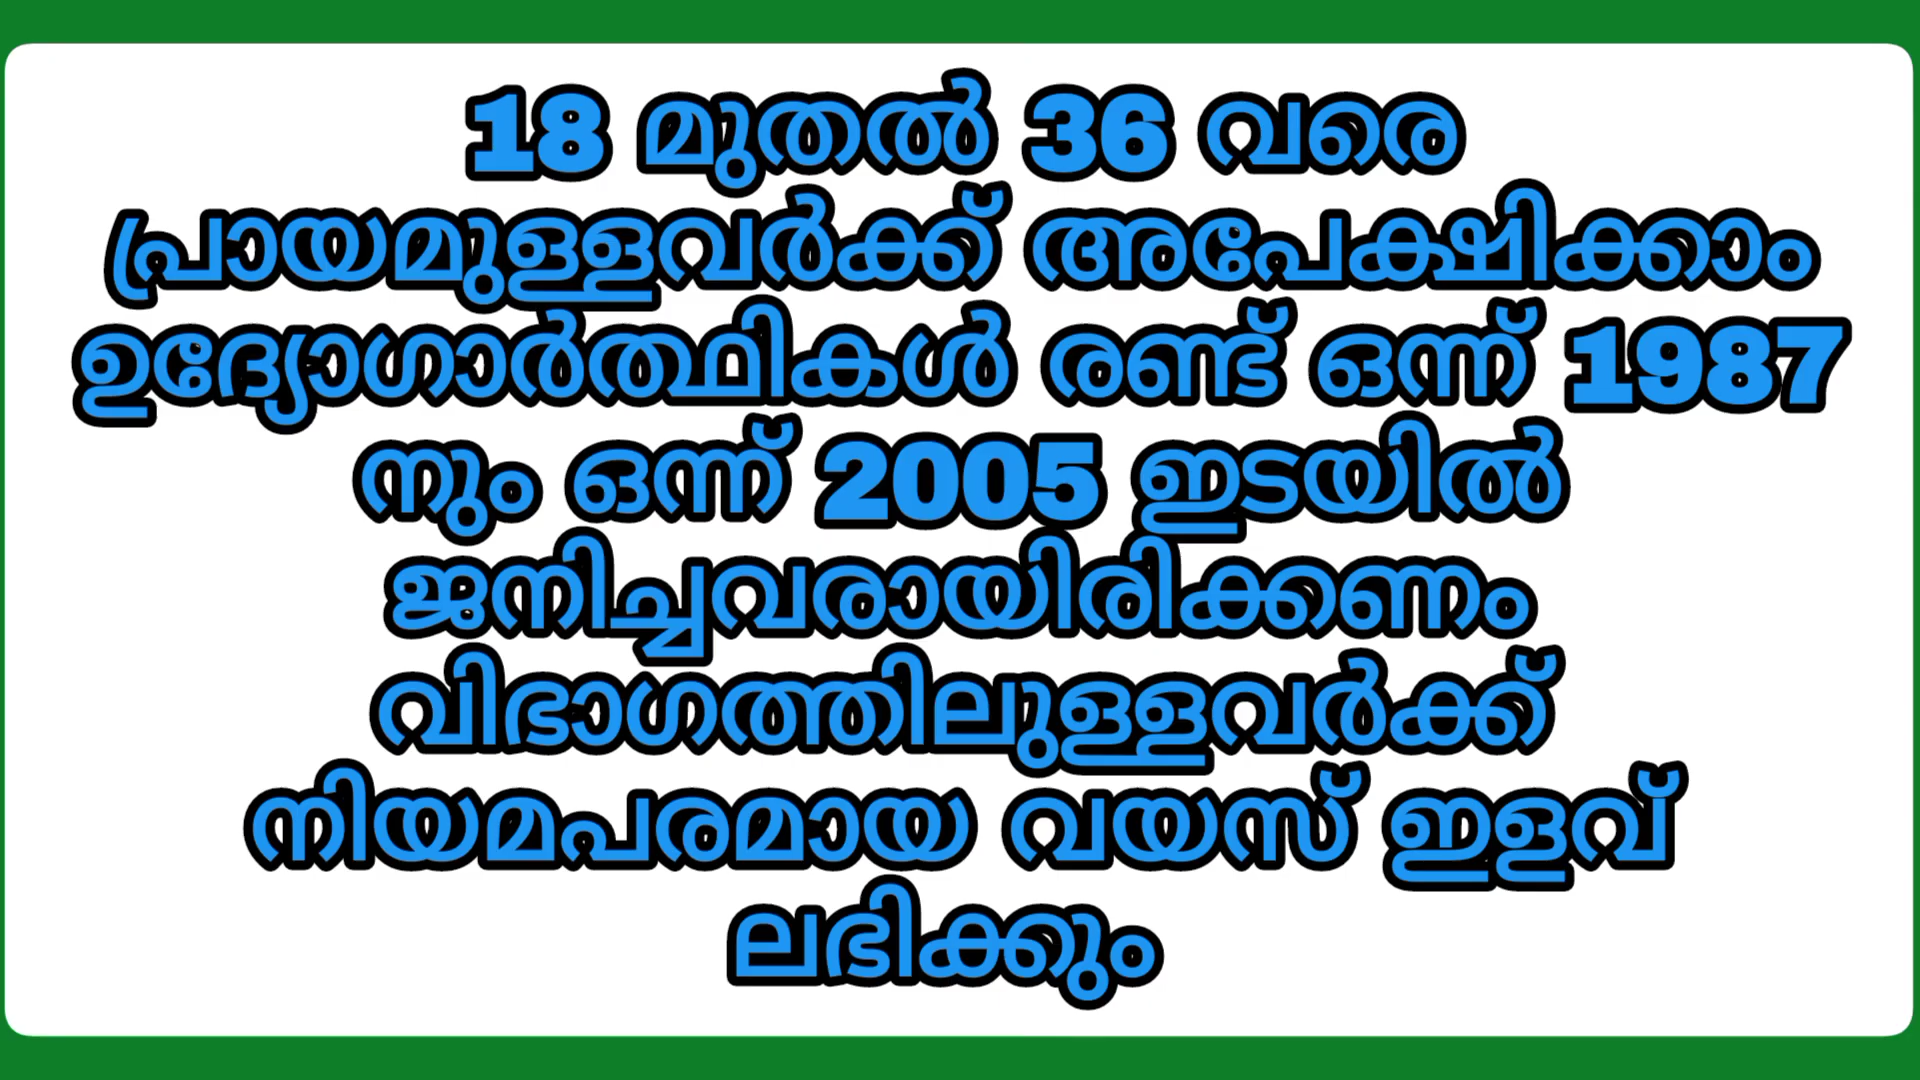 18 മുതൽ 36 വരെ
പ്രായമുള്ളവർക്ക് അപേക്ഷിക്കാം
ഉദ്യോഗാർത്ഥികൾ രണ്ട് ഒന്ന് 1987
നും ഒന്ന് 2005 ഇടയിൽ
ജനിച്ചവരായിരിക്കണം
വിഭാഗത്തിലുള്ളവർക്ക്
നിയമപരമായ വയസ് ഇളവ്
ലഭിക്കും